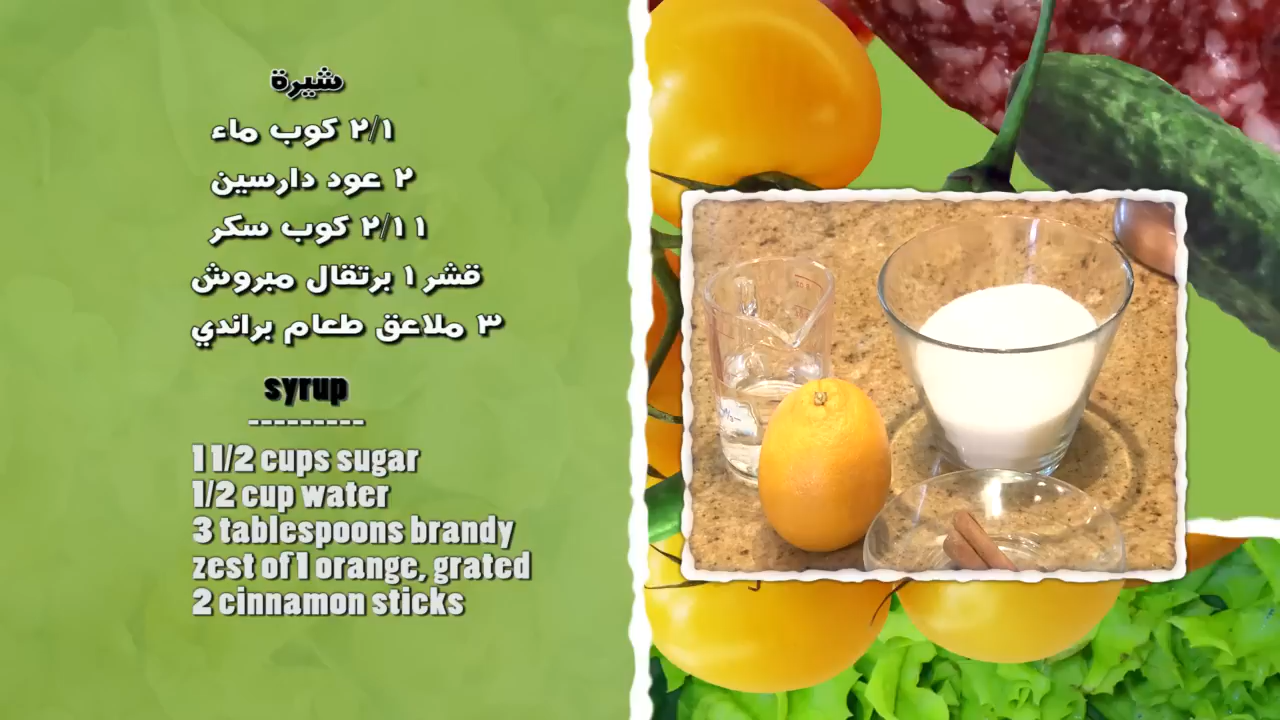 شيرة
٢/١ كوب ماء
٢ عود دارسين
١ ٢/١ كوب سكر
قشر ١ برتقال مبروش
٣ ملاعق طعام براندي
syrup
---------
1 1/2 cups sugar
1/2 cup water
3 tablespoons brandy
zest of 1 orange, grated
2 cinnamon sticks